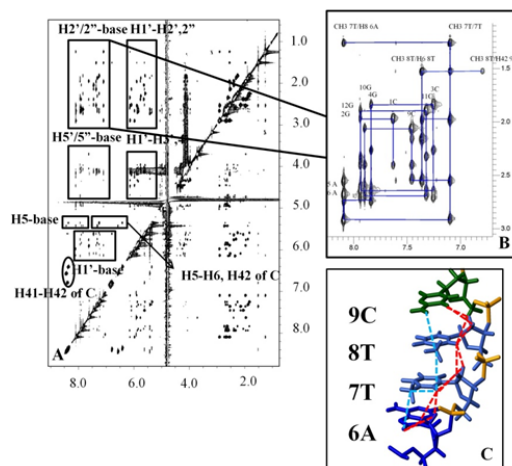 H2'/2''-base H1'-H2',2''
H5'/5''-base H1'-H3'
H5-base
H1'-base
H41-H42 of C
H5-H6, H42 of C
A
1.0
2.0
3.0
4.0
5.0
6.0
7.0
8.0
8.0 6.0 4.0 2.0
CH3 7T/H8 6A CH3 7T/7T
CH3 8T/H6 8T CH3 8T/H42 9
10G
4G
12G
2G
1C
9C
11C
3C
5A
6A
1.5
2.0
2.5
3.0
8.0 7.5 7.0
B
9C
8T
7T
6A
C